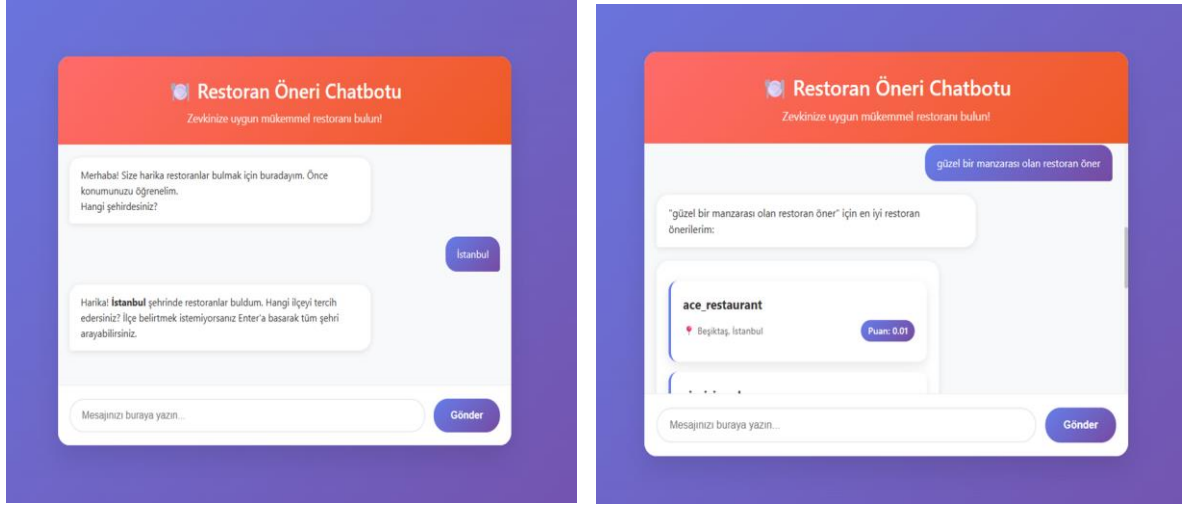 Restoran Öneri Chatbotu
Zevkinize uygun mükemmel restoranı bulun!
Merhaba! Size harika restoranlar bulmak için buradayım. Önce
konumunuzu öğrenelim.
Hangi şehirdesiniz?
İstanbul
Harika! İstanbul şehrinde restoranlar buldum. Hangi ilçeyi tercih
edersiniz? İlçe belirtmek istemiyorsanız Enter'a basarak tüm şehri
arayabilirsiniz.
Mesajınızı buraya yazın...
Gönder
Restoran Öneri Chatbotu
Zevkinize uygun mükemmel restoranı bulun!
güzel bir manzarası olan restoran öner
"güzel bir manzarası olan restoran öner" için en iyi restoran
önerilerim:
ace_restaurant
Beşiktaş, İstanbul
Puan: 0.01
Mesajınızı buraya yazın...
Gönder